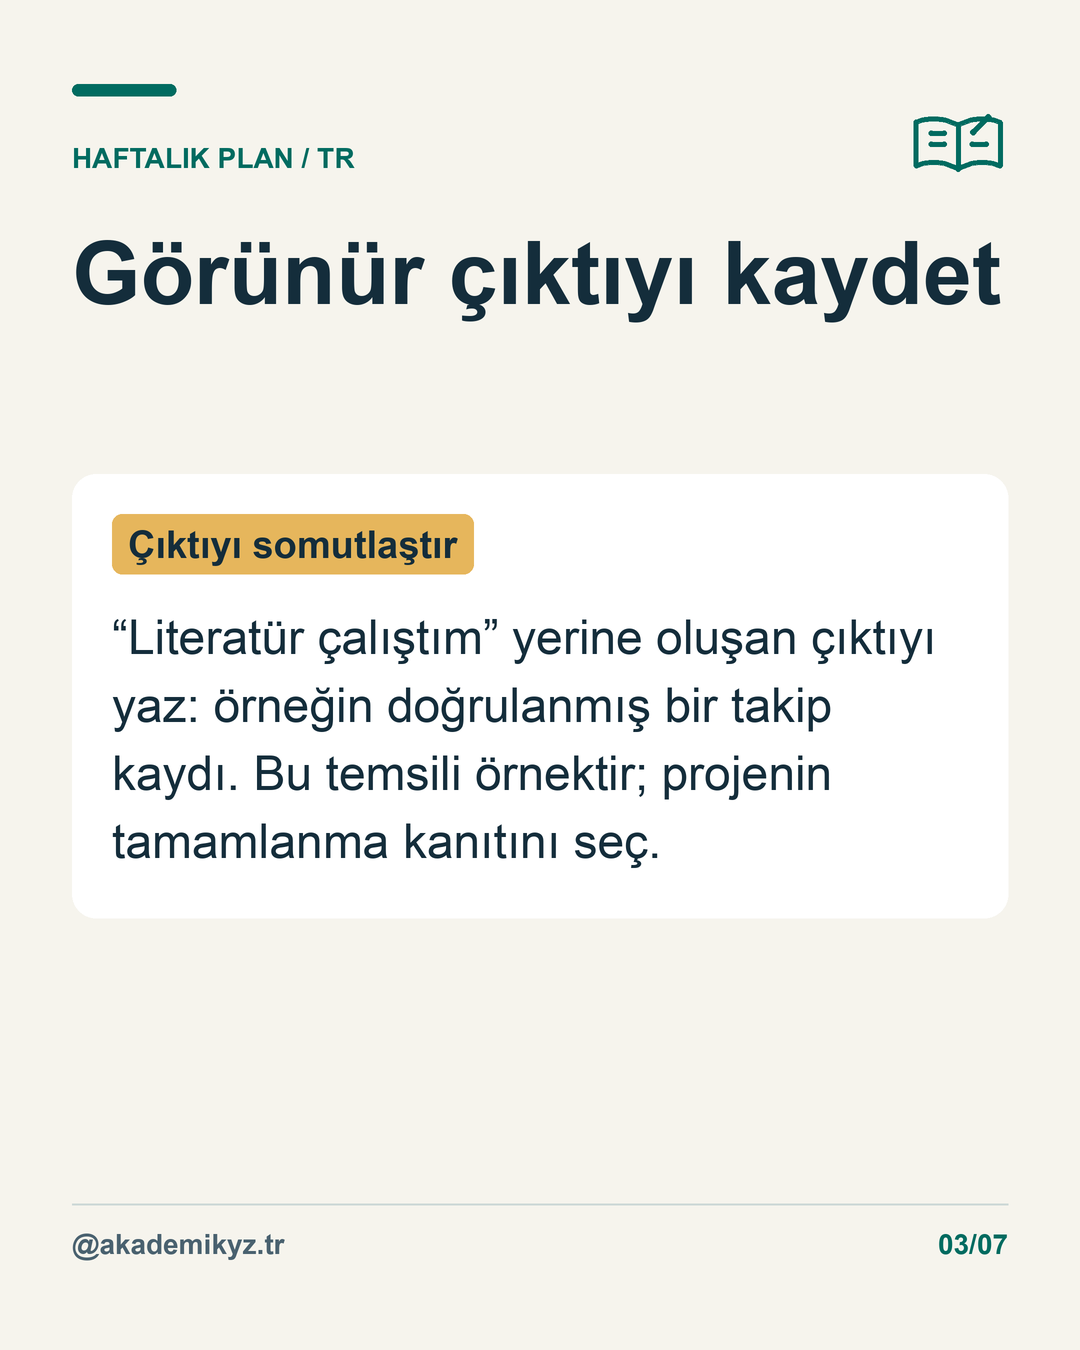 HAFTALIK PLAN / TR
Görünür çıktıyı kaydet
Çıktıyı somutlaştır
“Literatür çalıştım” yerine oluşan çıktıyı
yaz: örneğin doğrulanmış bir takip
kaydı. Bu temsili örnektir; projenin
tamamlanma kanıtını seç.
@akademikyz.tr
03/07